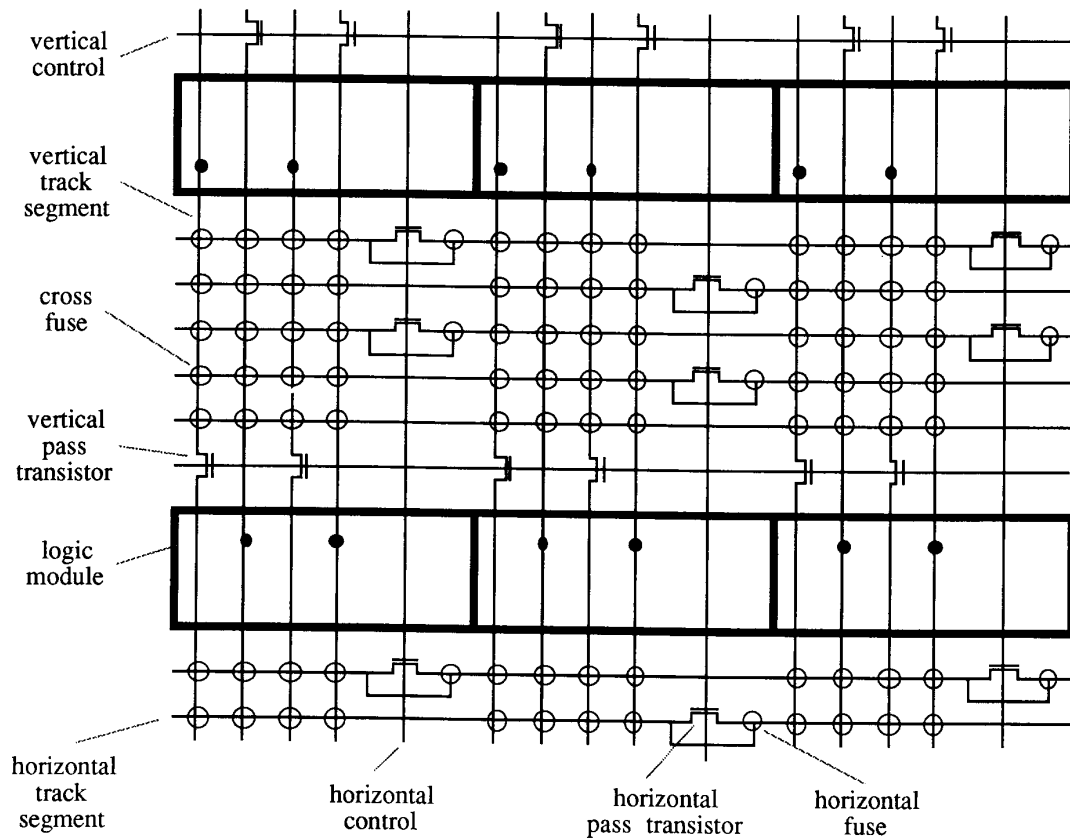 vertical
control
vertical
track
segment
cross
fuse
vertical
pass
transistor
logic
module
horizontal
track
segment
horizontal
control
horizontal
pass transistor
horizontal
fuse